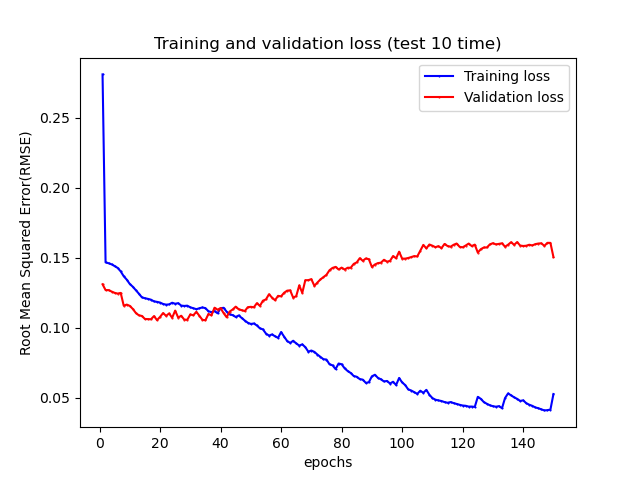 Training and validation loss (test 10 time)
Training loss
Validation loss
Root Mean Squared Error(RMSE)
0.25
0.20
0.15
0.10
0.05
0 20 40 60 80 100 120 140
epochs